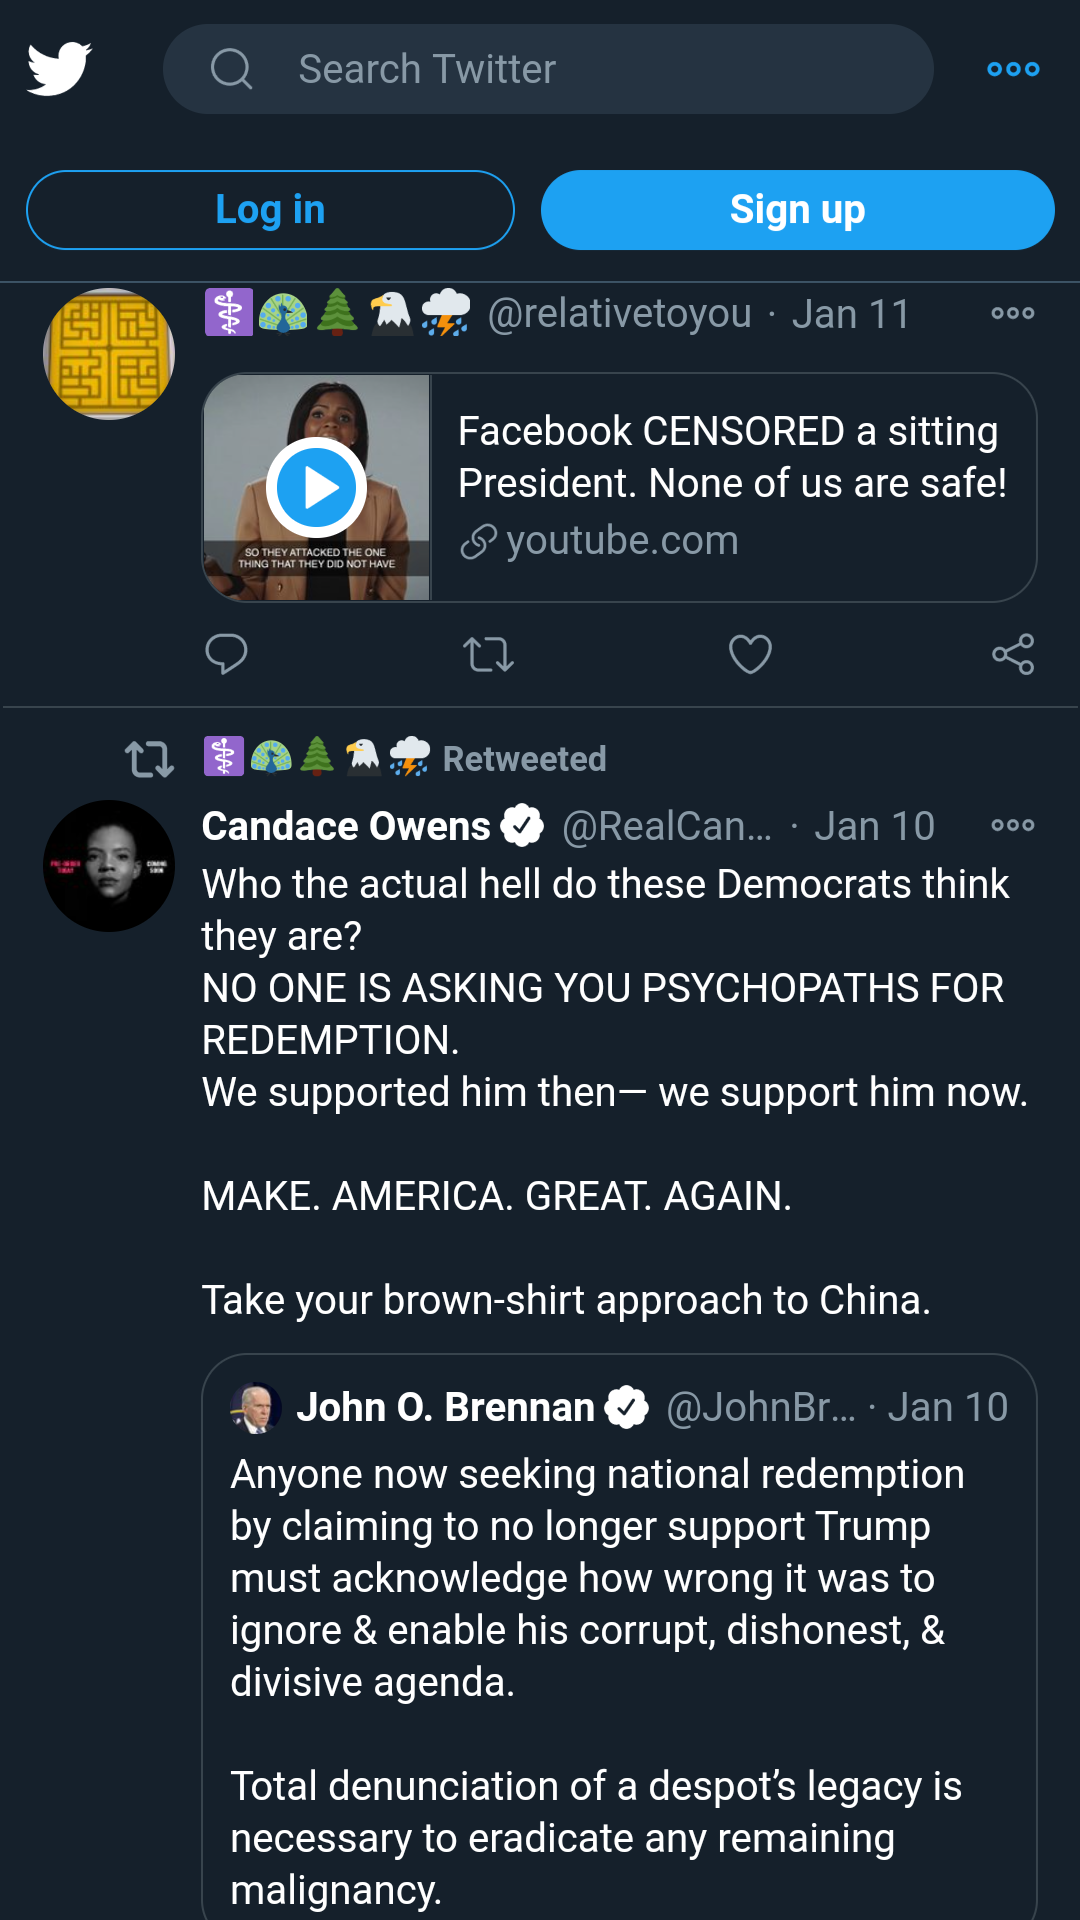 Search Twitter
Log in
Sign up
@relativetoyou · Jan 11
Facebook CENSORED a sitting
President. None of us are safe!
youtube.com
SO THEY ATTACKED THE ONE
THING THAT THEY DID NOT HAVE
Retweeted
Candace Owens @RealCan... · Jan 10
PRE-ORDER
TODAY
COMING
SOON
Who the actual hell do these Democrats think
they are?
NO ONE IS ASKING YOU PSYCHOPATHS FOR
REDEMPTION.
We supported him then— we support him now.
MAKE. AMERICA. GREAT. AGAIN.
Take your brown-shirt approach to China.
John O. Brennan @JohnBr... · Jan 10
Anyone now seeking national redemption
by claiming to no longer support Trump
must acknowledge how wrong it was to
ignore & enable his corrupt, dishonest, &
divisive agenda.
Total denunciation of a despot’s legacy is
necessary to eradicate any remaining
malignancy.